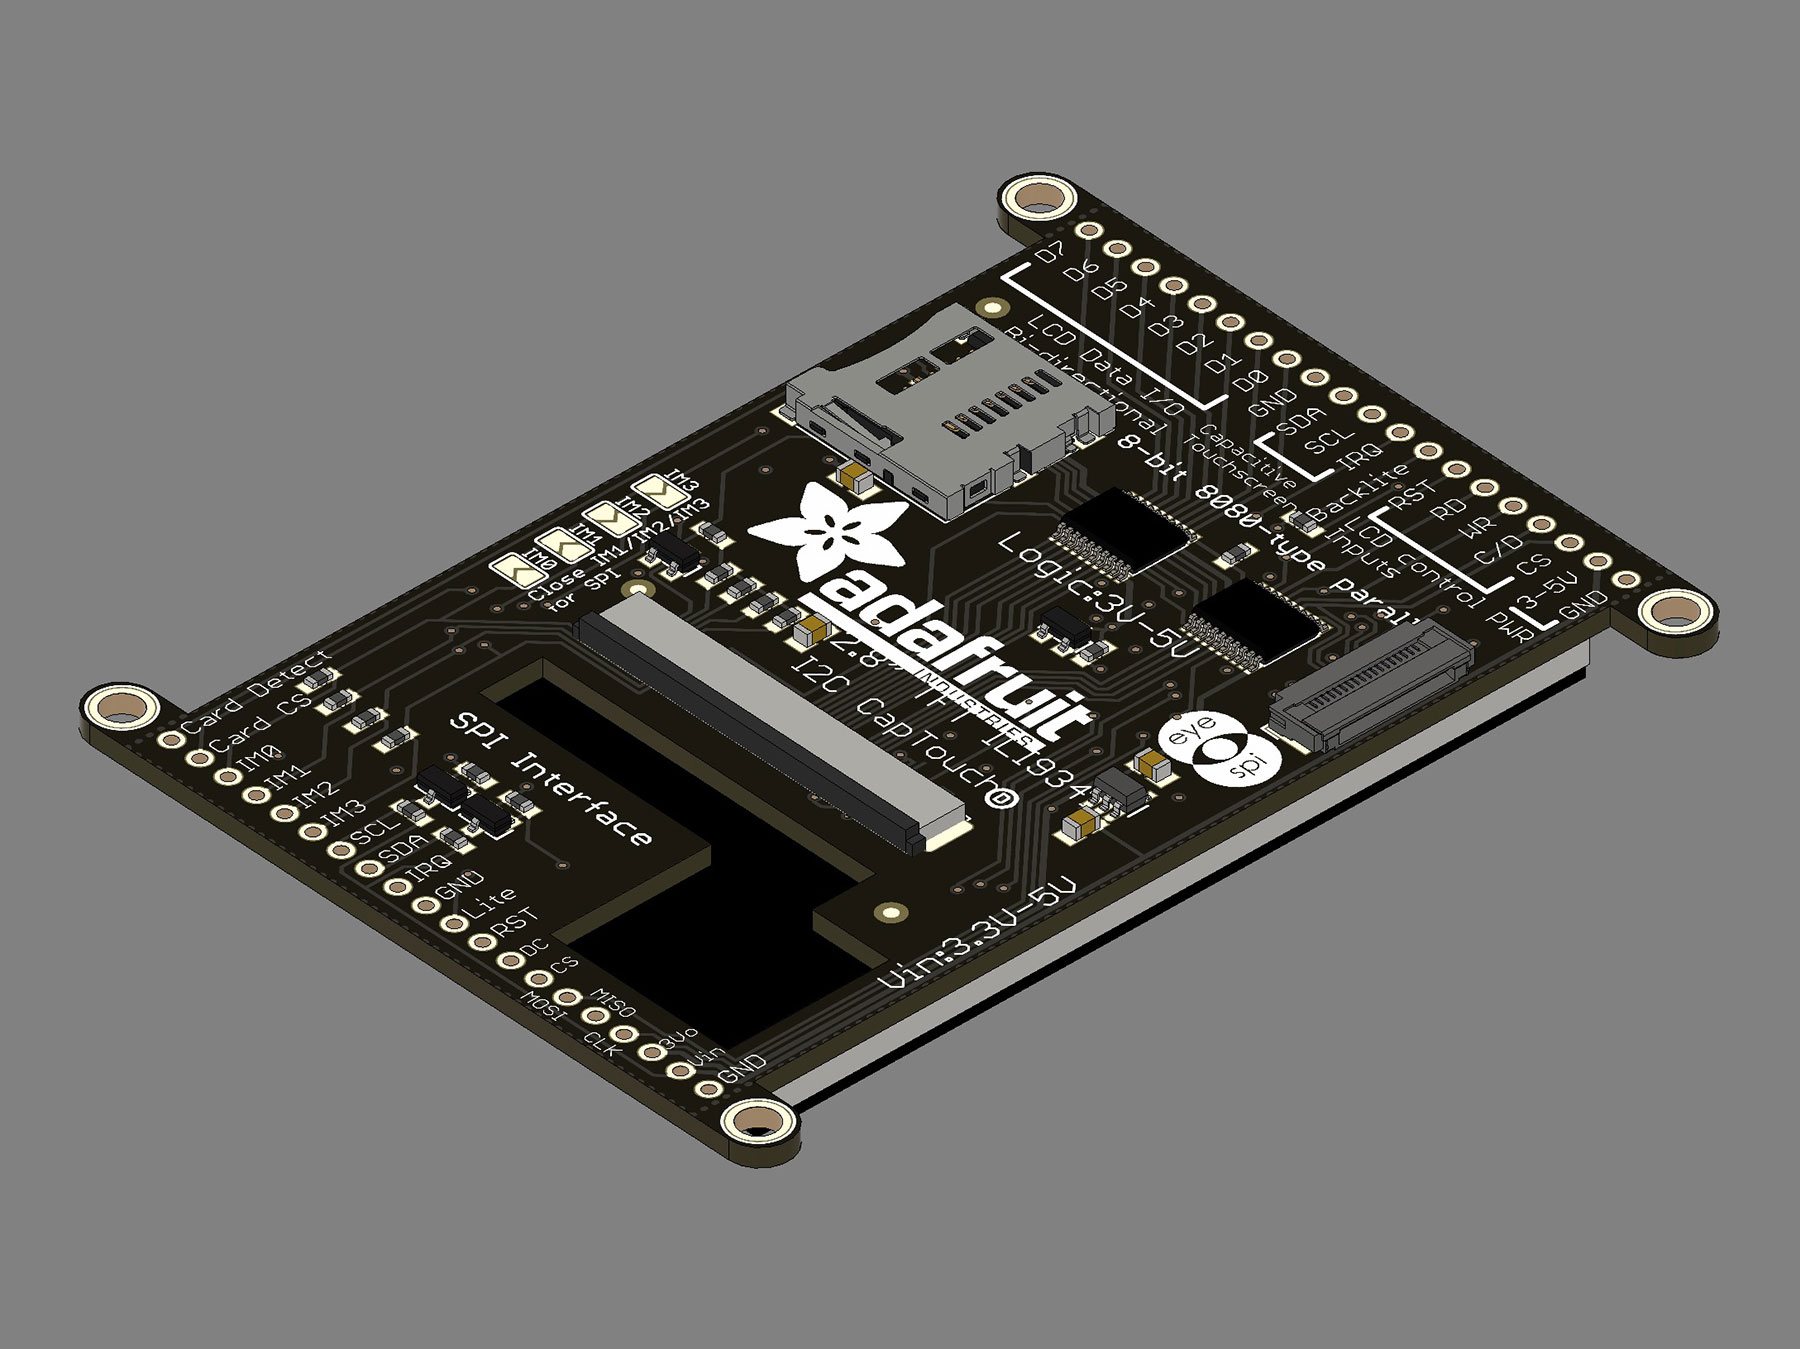 D7
D6
D5
D4
D3
D2
D1
D0
GND
SDA
SCL
IRQ
Backlite
RST
RD
WR
C/D
CS
3-5V
GND
LCD Data I/O
Bi-directional
Capacitive
Touchscreen
Inputs
LCD control
PWR
8-bit 8080-type Parall
Logic:3V-5V
IM3
IM2
IM1
IM0
Close IM1/IM2/IM3
for SPI
adafruit
INDUSTRIES
2.8" TFT
I2C CapTouch
eye
spi
SPI Interface
Vin:3.3V-5V
Card Detect
Card CS
IM0
IM1
IM2
IM3
SCL
SDA
IRQ
GND
Lite
RST
DC
CS
MOSI
MISO
CLK
3Vo
Vin
GND